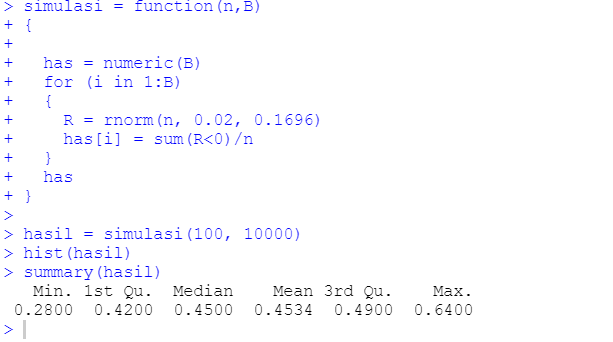 > simulasi = function(n,B)
+ {
+
+   has = numeric(B)
+   for (i in 1:B)
+   {
+     R = rnorm(n, 0.02, 0.1696)
+     has[i] = sum(R<0)/n
+   }
+   has
+ }
>
> hasil = simulasi(100, 10000)
> hist(hasil)
> summary(hasil)
   Min. 1st Qu.  Median    Mean 3rd Qu.    Max.
 0.2800  0.4200  0.4500  0.4534  0.4900  0.6400
>